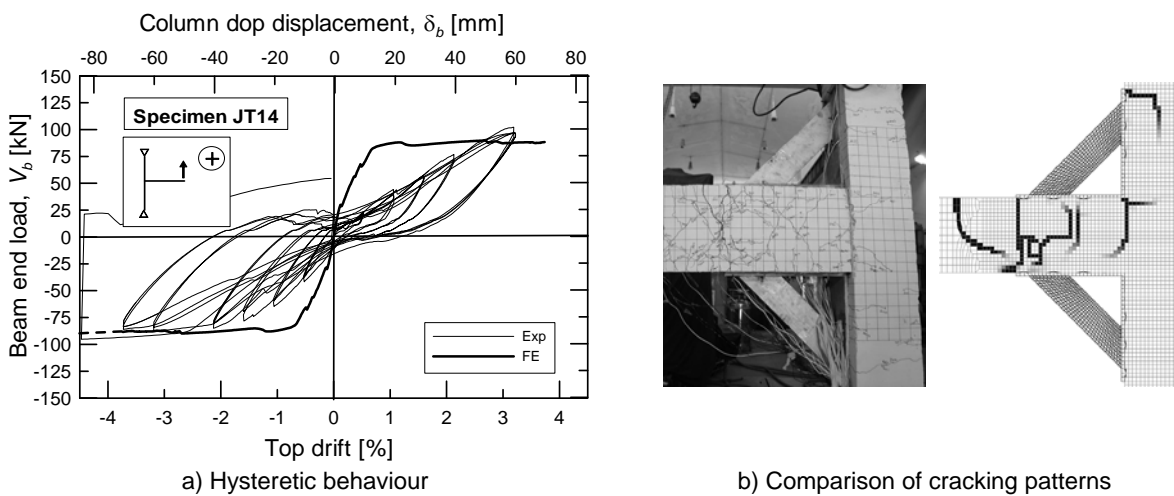 Column dop displacement, δb [mm]
-80 -60 -40 -20 0 20 40 60 80
150
125
100
75
50
25
0
-25
-50
-75
-100
-125
-150
Beam end load, Vb [kN]
Specimen JT14
+
Exp
FE
-4 -3 -2 -1 0 1 2 3 4
Top drift [%]
a) Hysteretic behaviour
b) Comparison of cracking patterns